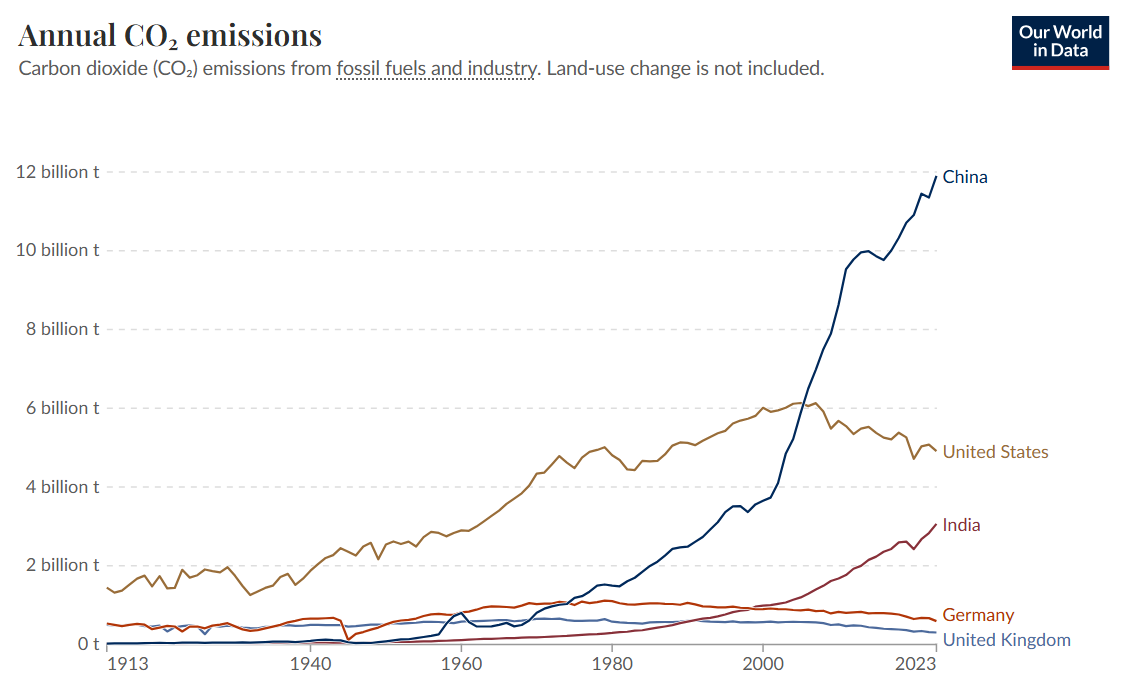 Annual CO₂ emissions
Our World
in Data
Carbon dioxide (CO₂) emissions from fossil fuels and industry. Land-use change is not included.
12 billion t
China
10 billion t
8 billion t
6 billion t
United States
4 billion t
India
2 billion t
Germany
United Kingdom
0 t
1913 1940 1960 1980 2000 2023